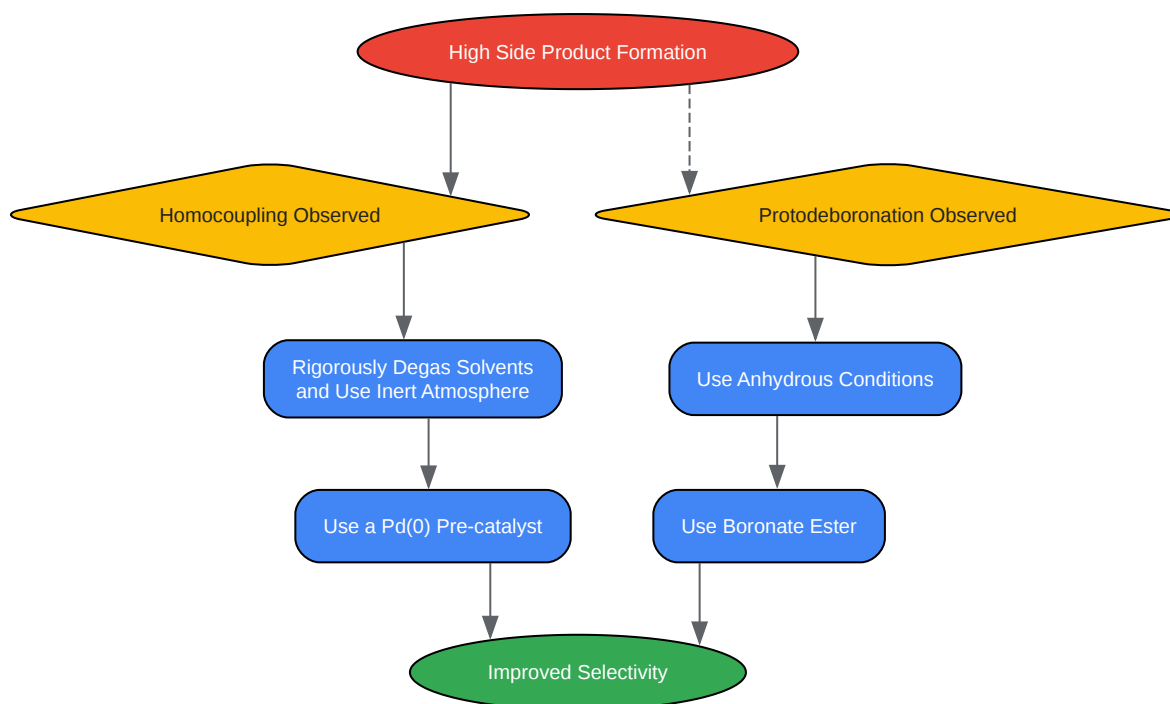 High Side Product Formation
Homocoupling Observed
Protodeboronation Observed
Rigorously Degas Solvents
and Use Inert Atmosphere
Use Anhydrous Conditions
Use a Pd(0) Pre-catalyst
Use Boronate Ester
Improved Selectivity